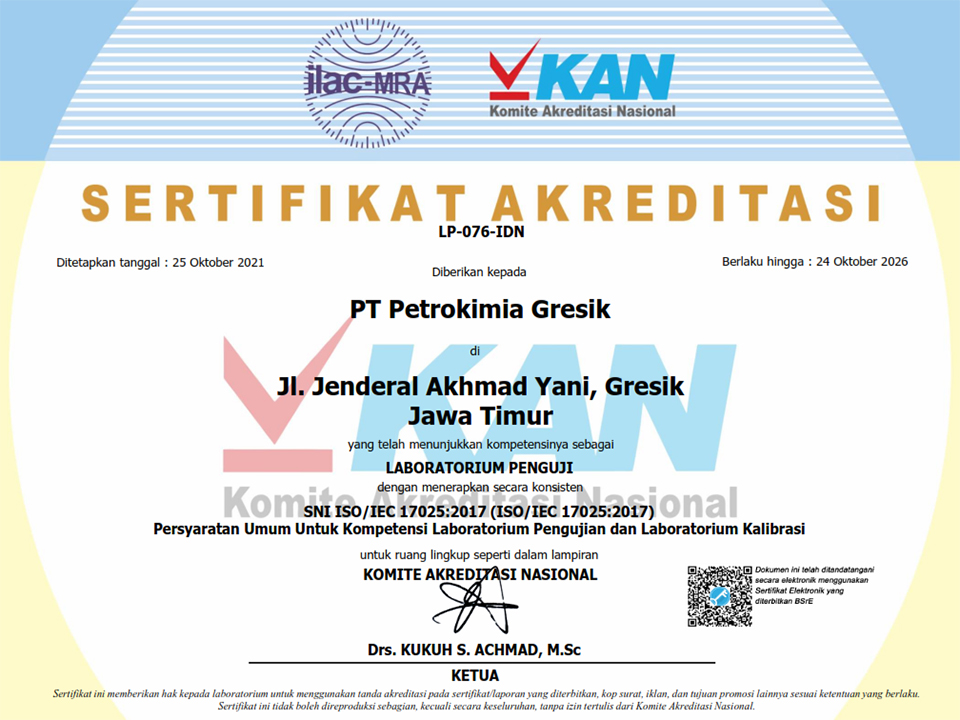 ilac-MRA
KAN
Komite Akreditasi Nasional
SERTIFIKAT AKREDITASI
LP-076-IDN
Ditetapkan tanggal : 25 Oktober 2021
Berlaku hingga : 24 Oktober 2026
Diberikan kepada
PT Petrokimia Gresik
di
Jl. Jenderal Akhmad Yani, Gresik
Jawa Timur
yang telah menunjukkan kompetensinya sebagai
LABORATORIUM PENGUJI
dengan menerapkan secara konsisten
KAN
Komite Akreditasi Nasional
SNI ISO/IEC 17025:2017 (ISO/IEC 17025:2017)
Persyaratan Umum Untuk Kompetensi Laboratorium Pengujian dan Laboratorium Kalibrasi
untuk ruang lingkup seperti dalam lampiran
KOMITE AKREDITASI NASIONAL
Dokumen ini telah ditandatangani
secara elektronik menggunakan
Sertifikat Elektronik yang
diterbitkan BSrE
Drs. KUKUH S. ACHMAD, M.Sc
KETUA
Sertifikat ini memberikan hak kepada laboratorium untuk menggunakan tanda akreditasi pada sertifikat/laporan yang diterbitkan, kop surat, iklan, dan tujuan promosi lainnya sesuai ketentuan yang berlaku.
Sertifikat ini tidak boleh direproduksi sebagian, kecuali secara keseluruhan, tanpa izin tertulis dari Komite Akreditasi Nasional.